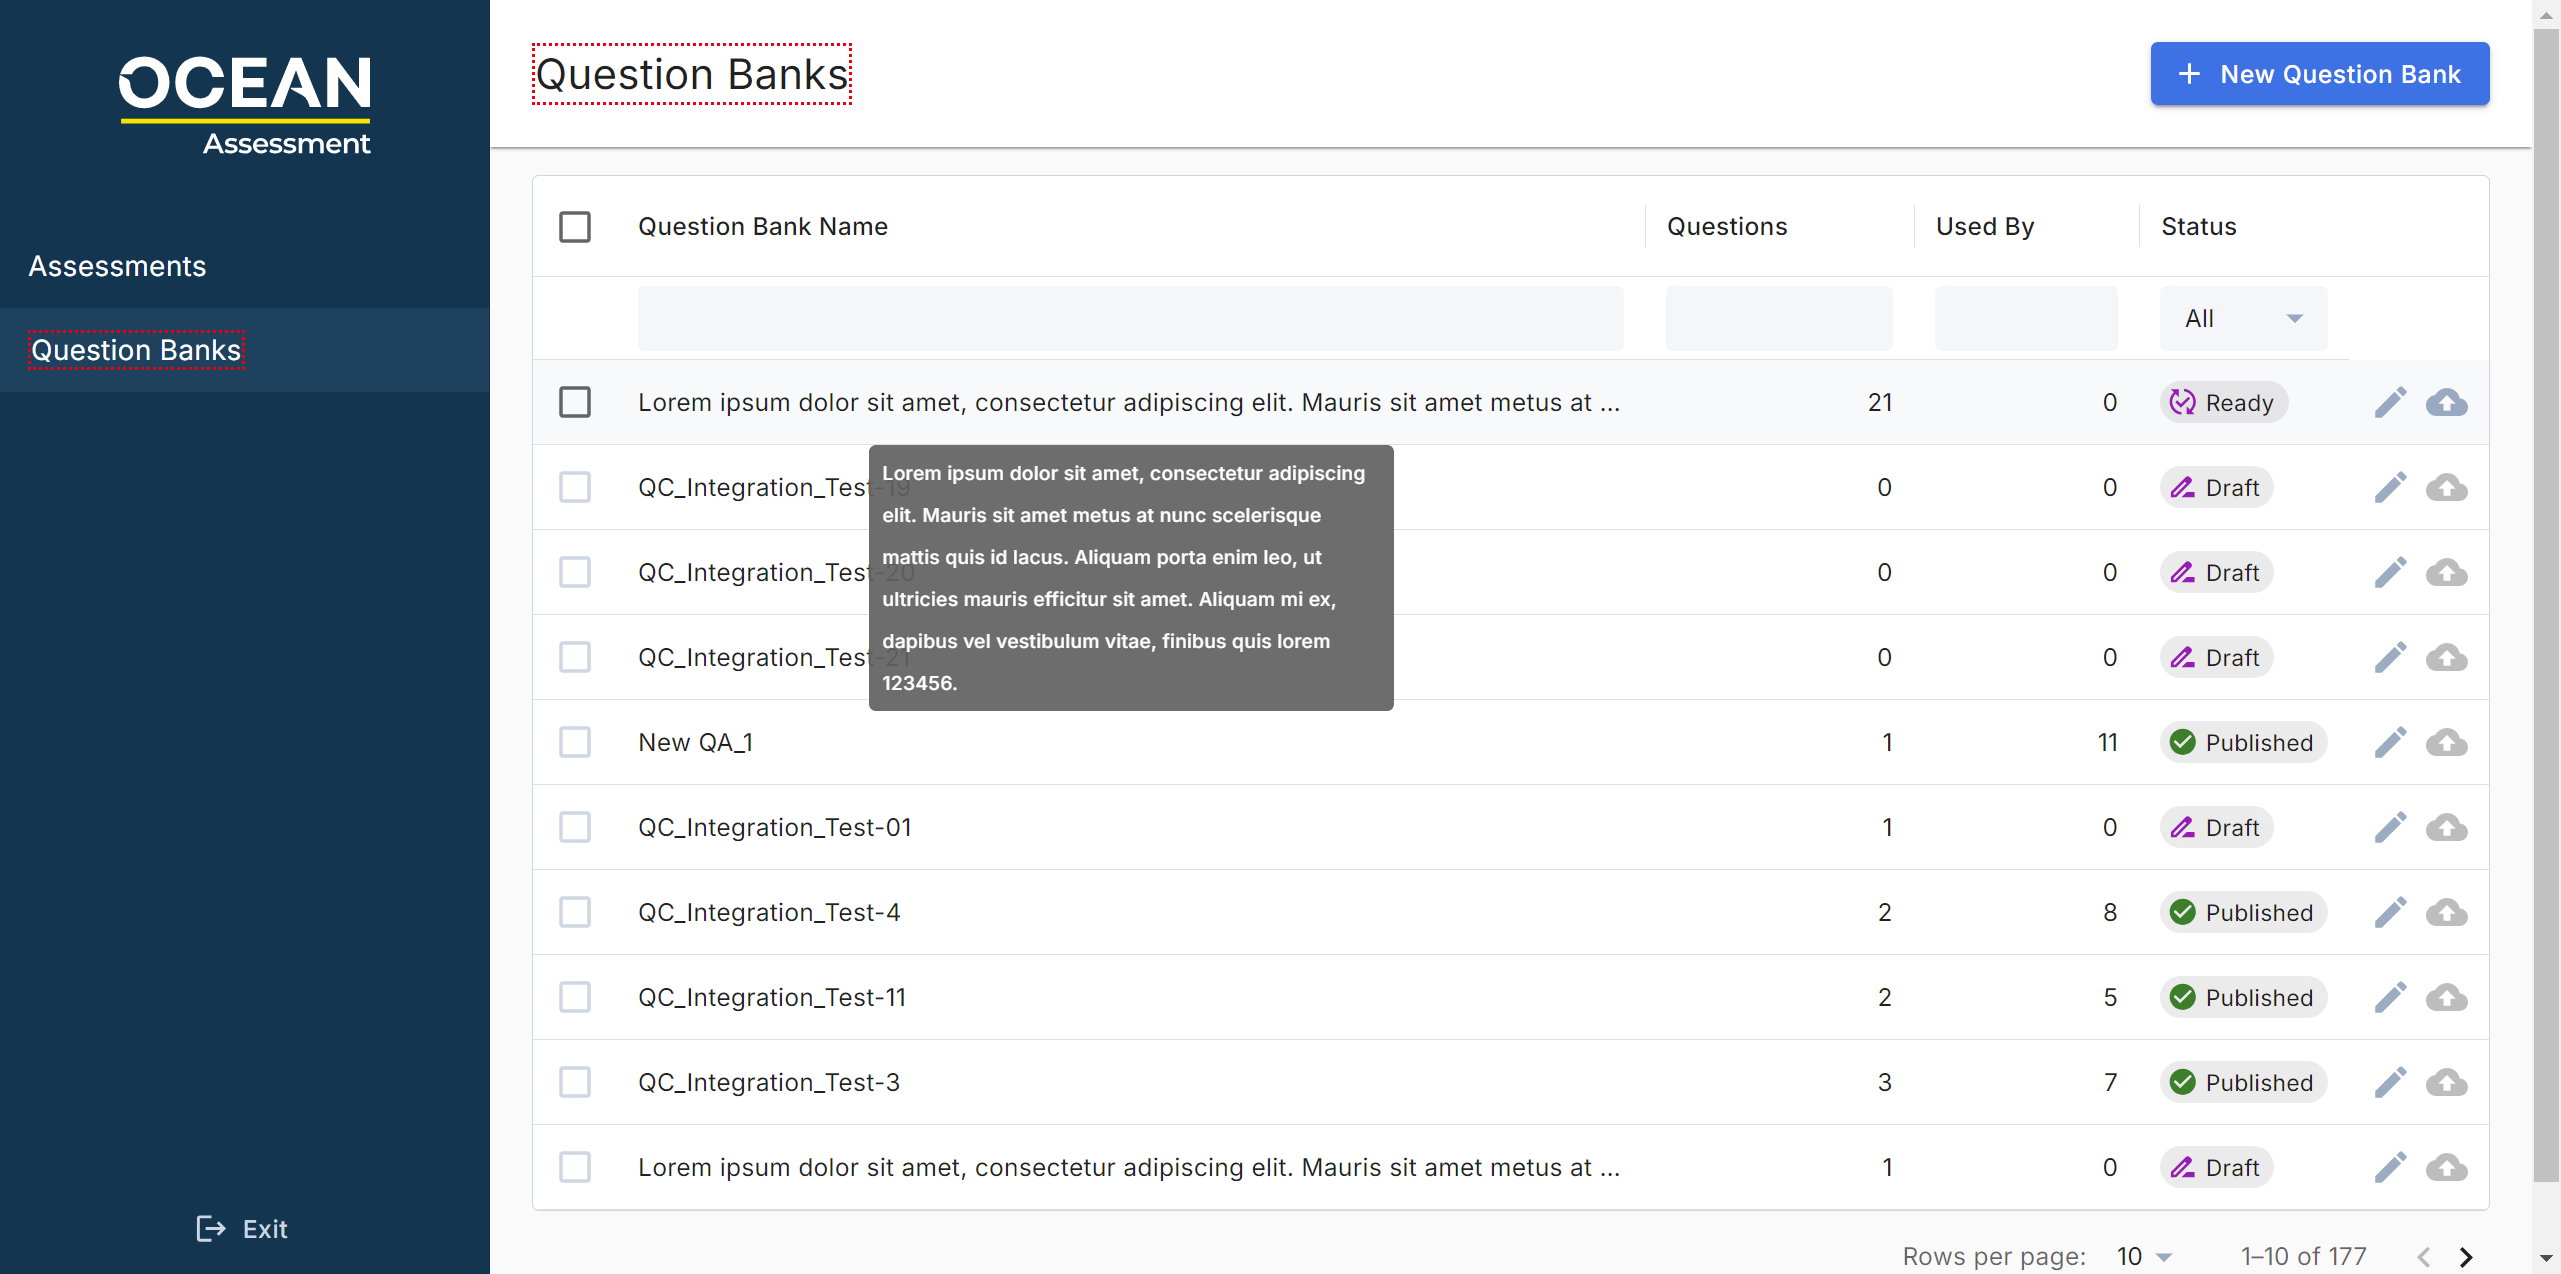 OCEAN
Assessment
Assessments
Question Banks
Exit
Question Banks
New Question Bank
Question Bank Name Questions Used By Status
All
Lorem ipsum dolor sit amet, consectetur adipiscing elit. Mauris sit amet metus at ... 21 0 Ready
QC_Integration_Test-19 0 0 Draft
QC_Integration_Test-20 0 0 Draft
QC_Integration_Test-21 0 0 Draft
Lorem ipsum dolor sit amet, consectetur adipiscing
elit. Mauris sit amet metus at nunc scelerisque
mattis quis id lacus. Aliquam porta enim leo, ut
ultricies mauris efficitur sit amet. Aliquam mi ex,
dapibus vel vestibulum vitae, finibus quis lorem
123456.
New QA_1 1 11 Published
QC_Integration_Test-01 1 0 Draft
QC_Integration_Test-4 2 8 Published
QC_Integration_Test-11 2 5 Published
QC_Integration_Test-3 3 7 Published
Lorem ipsum dolor sit amet, consectetur adipiscing elit. Mauris sit amet metus at ... 1 0 Draft
Rows per page: 10 1–10 of 177